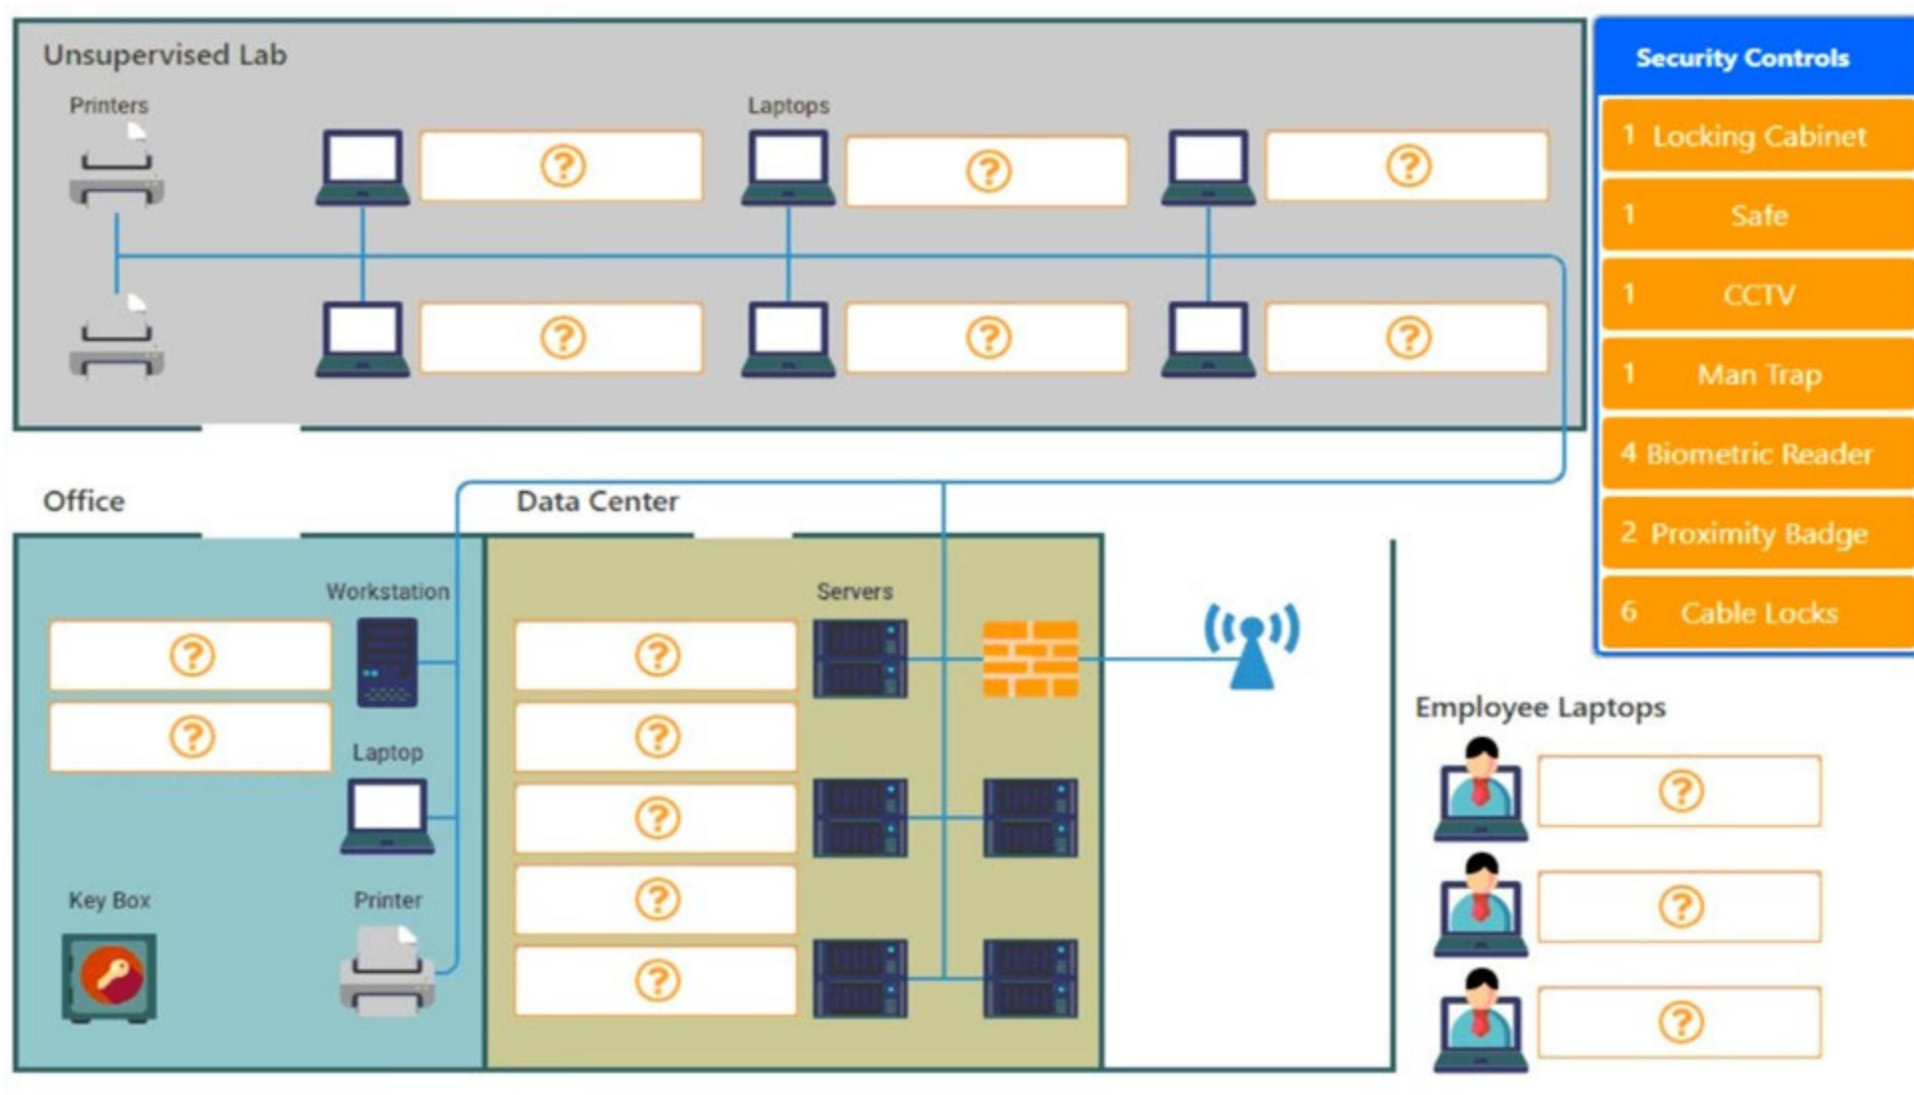 Unsupervised Lab
Printers
Laptops
?
?
?
?
?
?
Security Controls
1 Locking Cabinet
1 Safe
1 CCTV
1 Man Trap
4 Biometric Reader
2 Proximity Badge
6 Cable Locks
Office
Workstation
?
?
Laptop
Key Box
Printer
Data Center
Servers
?
?
?
?
?
Employee Laptops
?
?
?